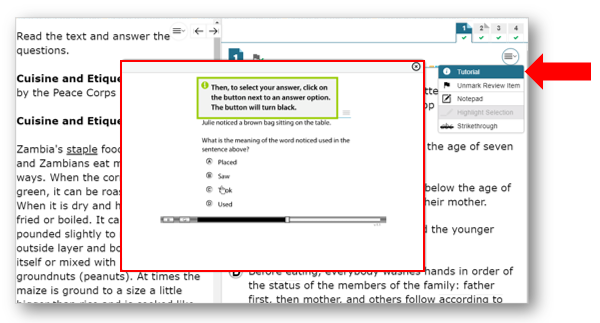 Read the text and answer the
questions.
Cuisine and Etique
by the Peace Corps
Cuisine and Etique
Zambia's staple food
and Zambians eat m
ways. When the cor
green, it can be roas
When it is dry and h
fried or boiled. It ca
pounded slightly to
outside layer and bo
itself or mixed with
groundnuts (peanuts). At times the
maize is ground to a size a little
1 2 3 4
1
Tutorial
Unmark Review Item
Notepad
Highlight Selection
Strikethrough
Then, to select your answer, click on
the button next to an answer option.
The button will turn black.
Julie noticed a brown bag sitting on the table.
What is the meaning of the word noticed used in the
sentence above?
A Placed
B Saw
C Took
D Used
the age of seven
below the age of
heir mother.
the younger
D Before eating, everybody washes hands in order of
the status of the members of the family: father
first, then mother, and others follow according to